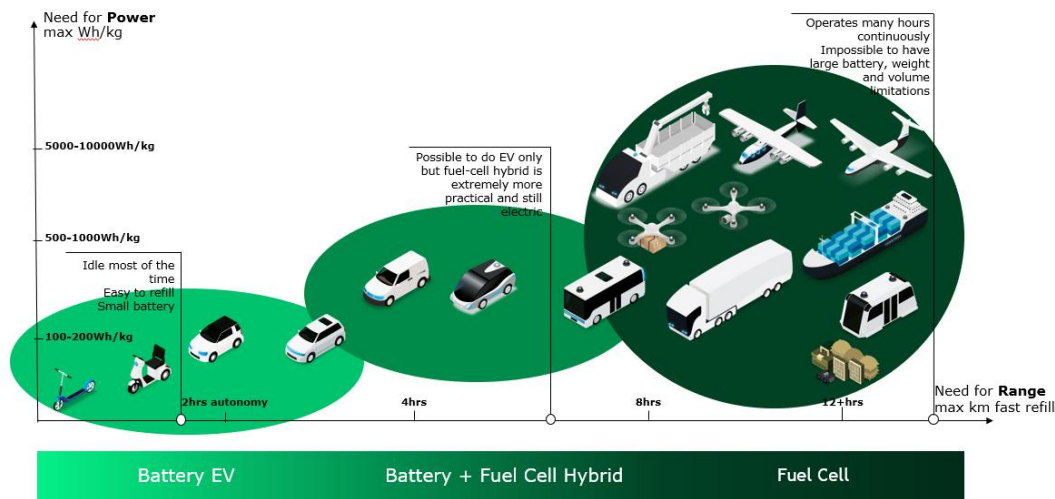 Need for Power
max Wh/kg
Operates many hours
continuously
Impossible to have
large battery, weight
and volume
limitations
5000-10000Wh/kg
Possible to do EV only
but fuel-cell hybrid is
extremely more
practical and still
electric
500-1000Wh/kg
Idle most of the
time
Easy to refill
Small battery
100-200Wh/kg
2hrs autonomy
4hrs
8hrs
12+hrs
Need for Range
max km fast refill
Battery EV
Battery + Fuel Cell Hybrid
Fuel Cell